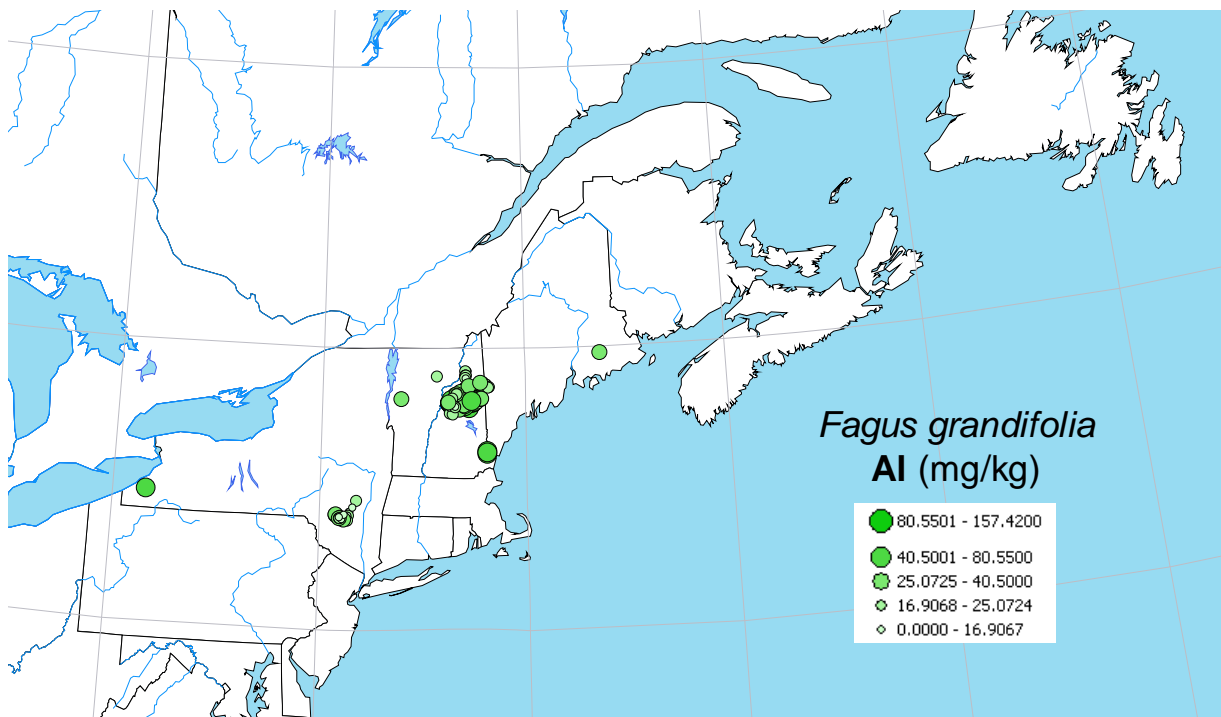 Fagus grandifolia
Al (mg/kg)
80.5501 - 157.4200
40.5001 - 80.5500
25.0725 - 40.5000
16.9068 - 25.0724
0.0000 - 16.9067